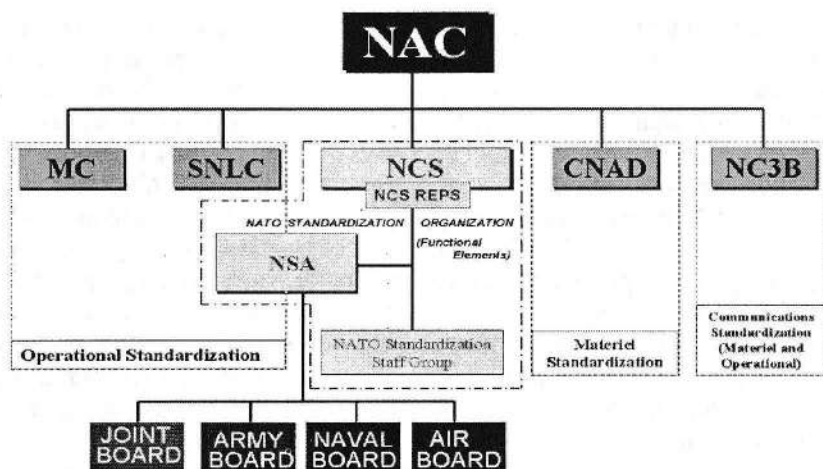 NAC
MC
SNLC
NCS
CNAD
NC3B
NCS REPS
NATO STANDARDIZATION ORGANIZATION
(Functional
Elements)
NSA
NATO Standardization
Staff Group
Operational Standardization
Materiel
Standardization
Communications
Standardization
(Materiel and
Operational)
JOINT
BOARD
ARMY
BOARD
NAVAL
BOARD
AIR
BOARD